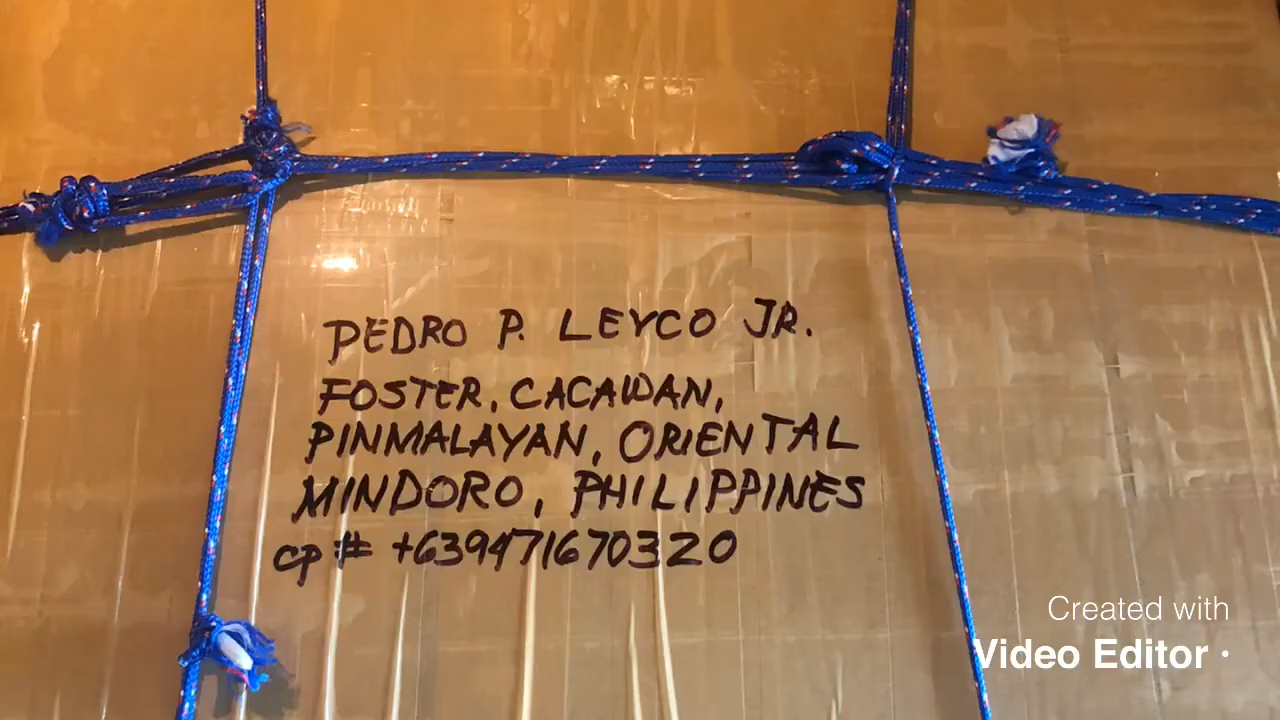 PEDRO P. LEYCO JR.
FOSTER, CACAWAN,
PINMALAYAN, ORIENTAL
MINDORO, PHILIPPINES
CP # +639471670320
Created with
Video Editor